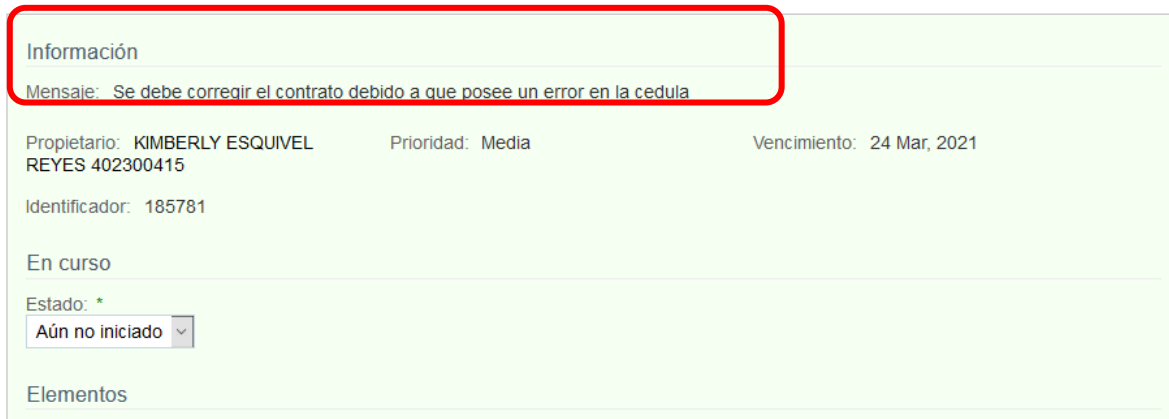 Información
Mensaje: Se debe corregir el contrato debido a que posee un error en la cedula
Propietario: KIMBERLY ESQUIVEL Prioridad: Media Vencimiento: 24 Mar, 2021
REYES 402300415
Identificador: 185781
En curso
Estado: *
Aún no iniciado
Elementos